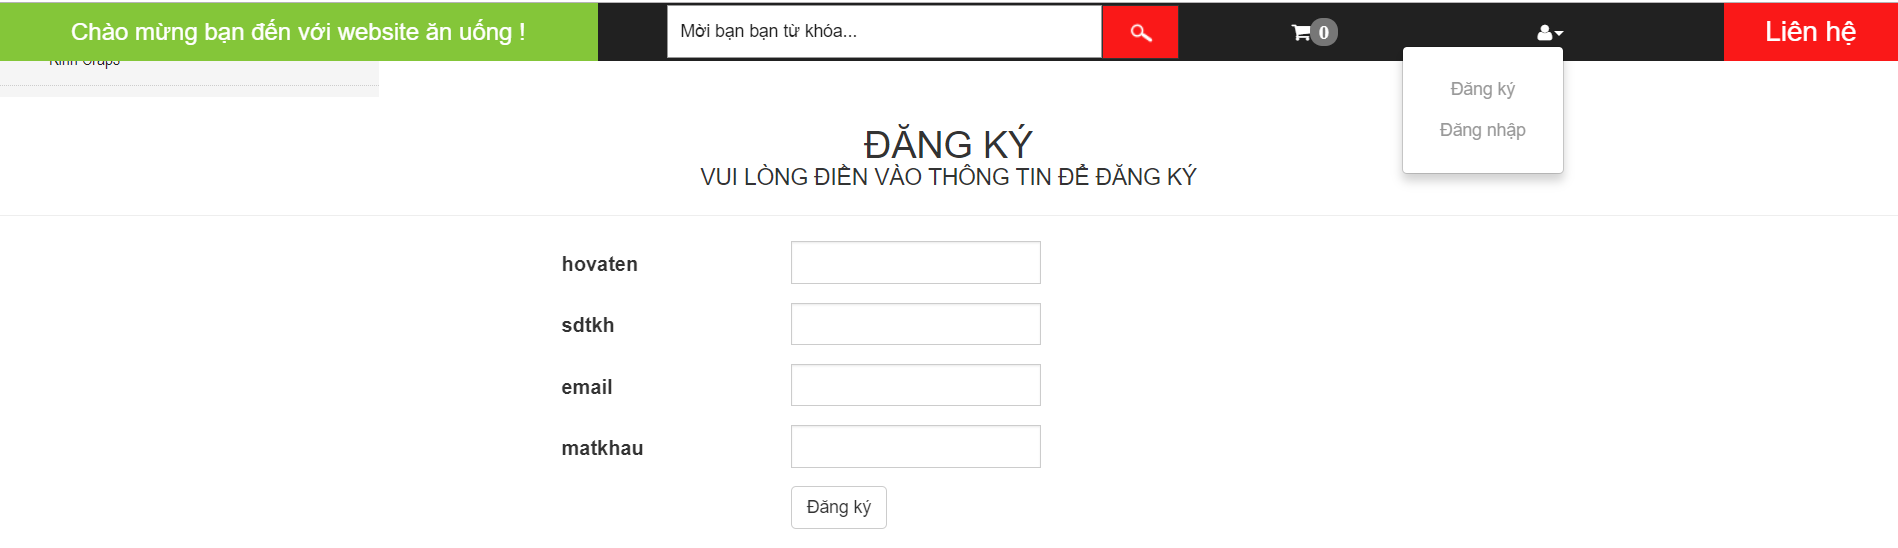 Chào mừng bạn đến với website ăn uống !
Mời bạn bạn từ khóa...
0
Liên hệ
Đăng ký
Đăng nhập
ĐĂNG KÝ
VUI LÒNG ĐIỀN VÀO THÔNG TIN ĐỂ ĐĂNG KÝ
hovaten
sdtkh
email
matkhau
Đăng ký